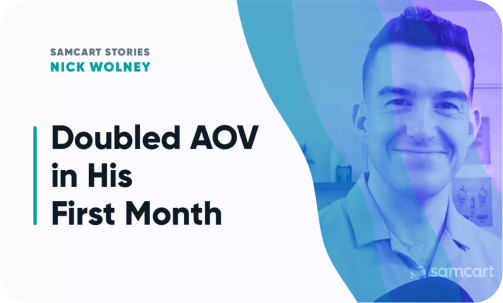 SAMCART STORIES
NICK WOLNEY
Doubled AOV
in His
First Month
samcart